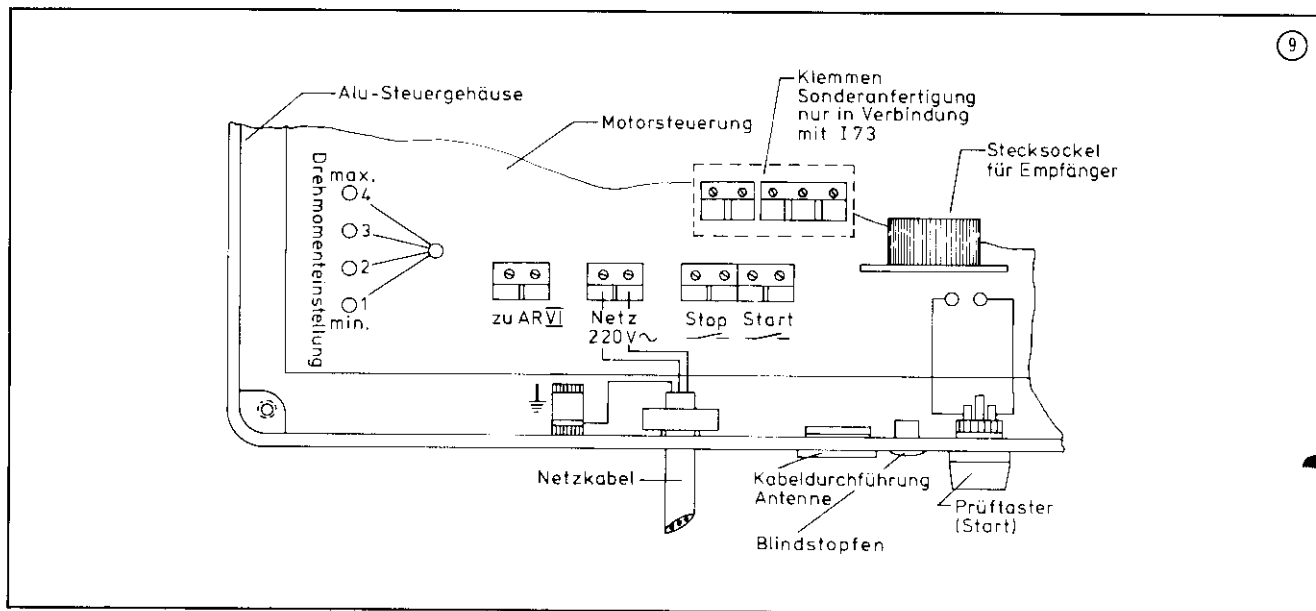 9
Alu-Steuergehäuse
Motorsteuerung
Klemmen
Sonderanfertigung
nur in Verbindung
mit I73
Stecksockel
für Empfänger
Drehmomenteinstellung
max.
4
3
2
1
min.
zu AR VI
Netz
220V~
Stop
Start
Netzkabel
Kabeldurchführung
Antenne
Blindstopfen
Prüftaster
(Start)